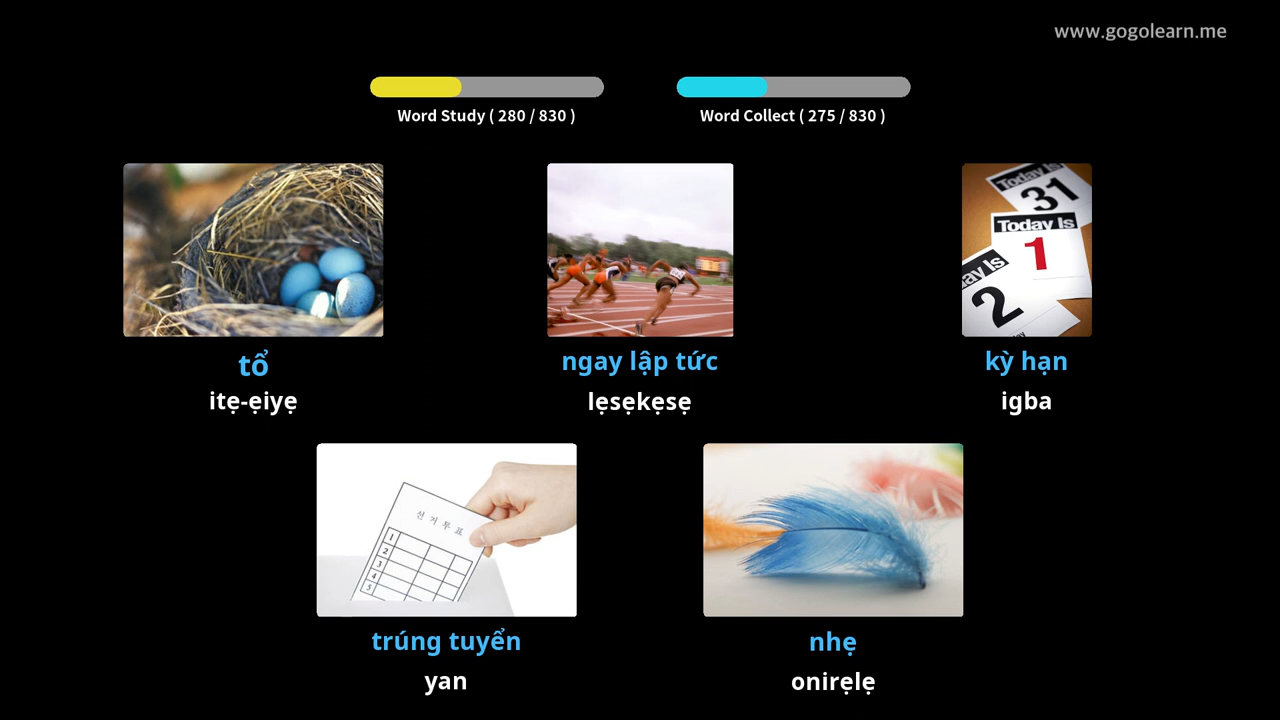 www.gogolearn.me
Word Study ( 280 / 830 )
Word Collect ( 275 / 830 )
Today Is
31
Today Is
1
ay Is
2
tổ
ngay lập tức
kỳ hạn
itẹ-ẹiyẹ
lẹsẹkẹsẹ
igba
선거투표
1
2
3
4
5
trúng tuyển
nhẹ
yan
onirẹlẹ